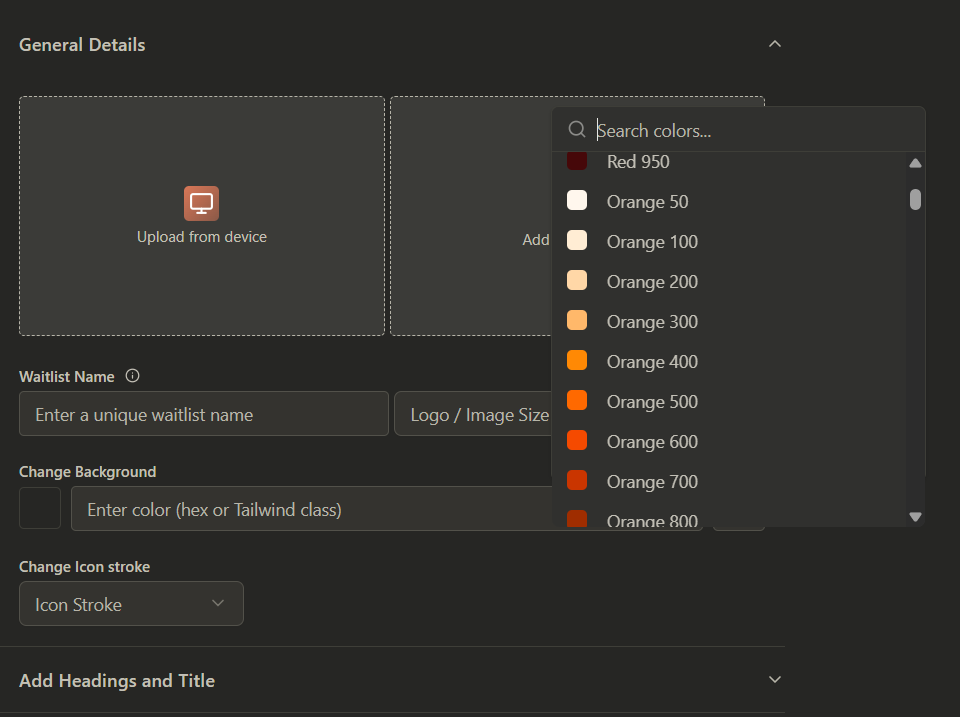 General Details
Upload from device
Add
Search colors...
Red 950
Orange 50
Orange 100
Orange 200
Orange 300
Orange 400
Orange 500
Orange 600
Orange 700
Orange 800
Waitlist Name
Enter a unique waitlist name
Logo / Image Size
Change Background
Enter color (hex or Tailwind class)
Change Icon stroke
Icon Stroke
Add Headings and Title